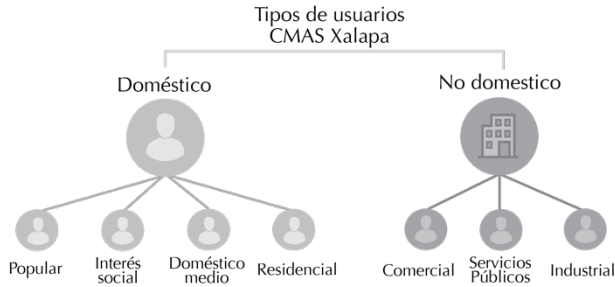 Tipos de usuarios
CMAS Xalapa
Doméstico
No domestico
Popular
Interés
social
Doméstico
medio
Residencial
Comercial
Servicios
Públicos
Industrial